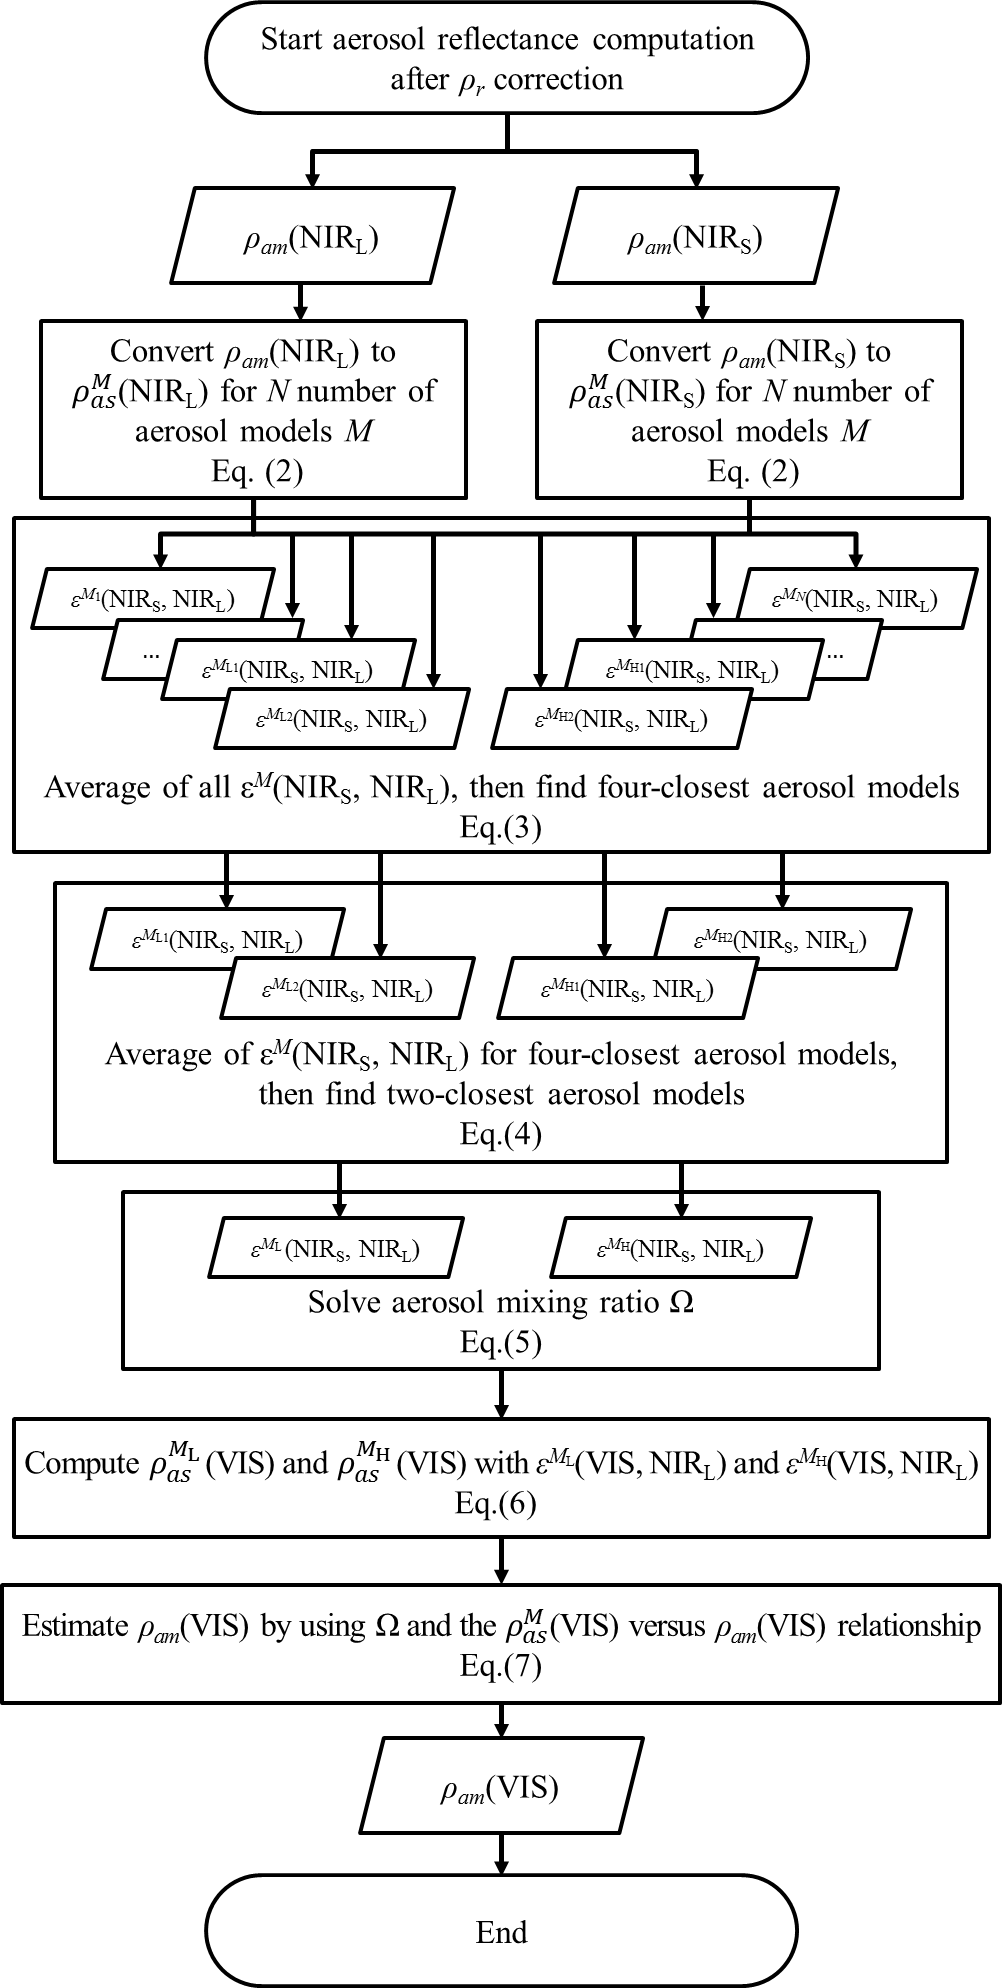 Start aerosol reflectance computation
after ρr correction
ρam(NIRL)
ρam(NIRS)
Convert ρam(NIRL) to
ρasM(NIRL) for N number of
aerosol models M
Eq. (2)
Convert ρam(NIRS) to
ρasM(NIRS) for N number of
aerosol models M
Eq. (2)
εM1(NIRS, NIRL)
...
εML1(NIRS, NIRL)
εML2(NIRS, NIRL)
εMN(NIRS, NIRL)
...
εMH1(NIRS, NIRL)
εMH2(NIRS, NIRL)
Average of all εM(NIRS, NIRL), then find four-closest aerosol models
Eq.(3)
εML1(NIRS, NIRL)
εML2(NIRS, NIRL)
εMH2(NIRS, NIRL)
εMH1(NIRS, NIRL)
Average of εM(NIRS, NIRL) for four-closest aerosol models,
then find two-closest aerosol models
Eq.(4)
εML(NIRS, NIRL)
εMH(NIRS, NIRL)
Solve aerosol mixing ratio Ω
Eq.(5)
Compute ρasML(VIS) and ρasMH(VIS) with εML(VIS, NIRL) and εMH(VIS, NIRL)
Eq.(6)
Estimate ρam(VIS) by using Ω and the ρasM(VIS) versus ρam(VIS) relationship
Eq.(7)
ρam(VIS)
End